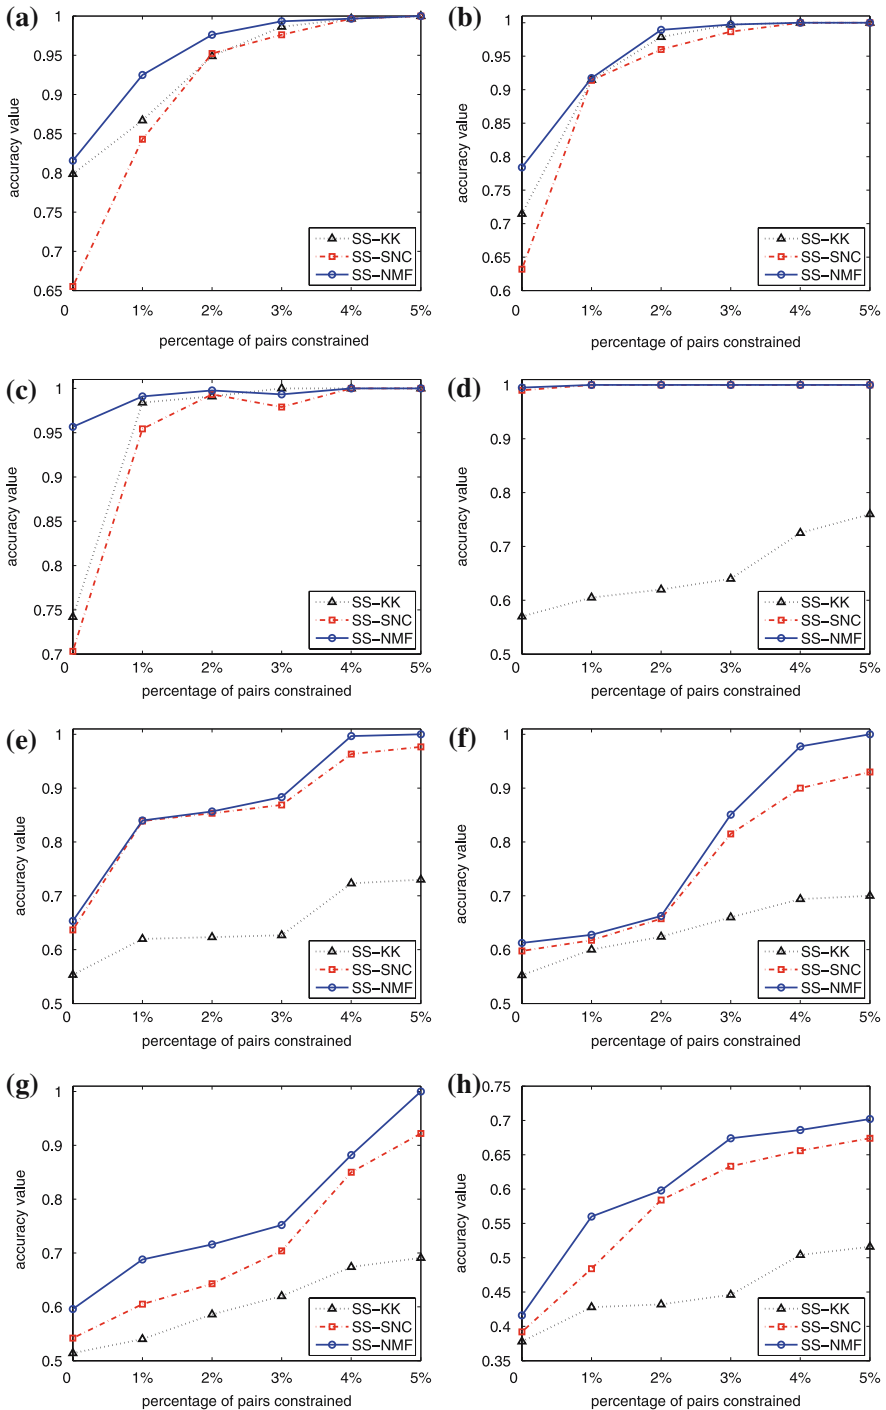 (a)
1
0.95
0.9
0.85
0.8
0.75
0.7
0.65
accuracy value
0 1% 2% 3% 4% 5%
percentage of pairs constrained
SS-KK
SS-SNC
SS-NMF
(b)
1
0.95
0.9
0.85
0.8
0.75
0.7
0.65
0.6
accuracy value
0 1% 2% 3% 4% 5%
percentage of pairs constrained
SS-KK
SS-SNC
SS-NMF
(c)
1
0.95
0.9
0.85
0.8
0.75
0.7
accuracy value
0 1% 2% 3% 4% 5%
percentage of pairs constrained
SS-KK
SS-SNC
SS-NMF
(d)
1
0.9
0.8
0.7
0.6
0.5
accuracy value
0 1% 2% 3% 4% 5%
percentage of pairs constrained
SS-KK
SS-SNC
SS-NMF
(e)
1
0.9
0.8
0.7
0.6
0.5
accuracy value
0 1% 2% 3% 4% 5%
percentage of pairs constrained
SS-KK
SS-SNC
SS-NMF
(f)
1
0.9
0.8
0.7
0.6
0.5
accuracy value
0 1% 2% 3% 4% 5%
percentage of pairs constrained
SS-KK
SS-SNC
SS-NMF
(g)
1
0.9
0.8
0.7
0.6
0.5
accuracy value
0 1% 2% 3% 4% 5%
percentage of pairs constrained
SS-KK
SS-SNC
SS-NMF
(h)
0.75
0.7
0.65
0.6
0.55
0.5
0.45
0.4
0.35
accuracy value
0 1% 2% 3% 4% 5%
percentage of pairs constrained
SS-KK
SS-SNC
SS-NMF